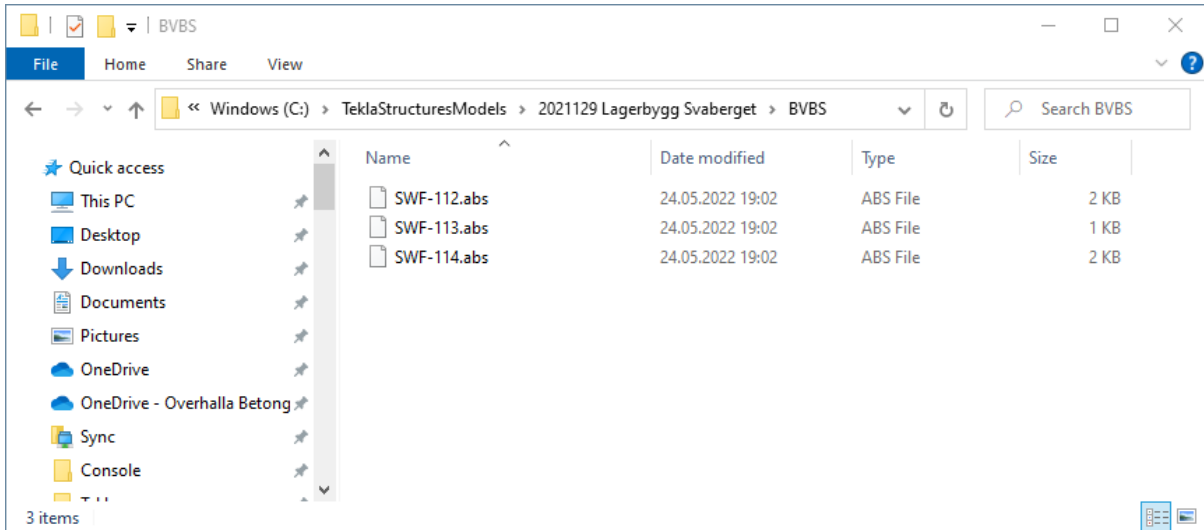 BVBS
File Home Share View
« Windows (C:) › TeklaStructuresModels › 2021129 Lagerbygg Svaberget › BVBS Search BVBS
Name Date modified Type Size
Quick access
This PC
Desktop
Downloads
Documents
Pictures
OneDrive
OneDrive - Overhalla Betong
Sync
Console
SWF-112.abs 24.05.2022 19:02 ABS File 2 KB
SWF-113.abs 24.05.2022 19:02 ABS File 1 KB
SWF-114.abs 24.05.2022 19:02 ABS File 2 KB
3 items